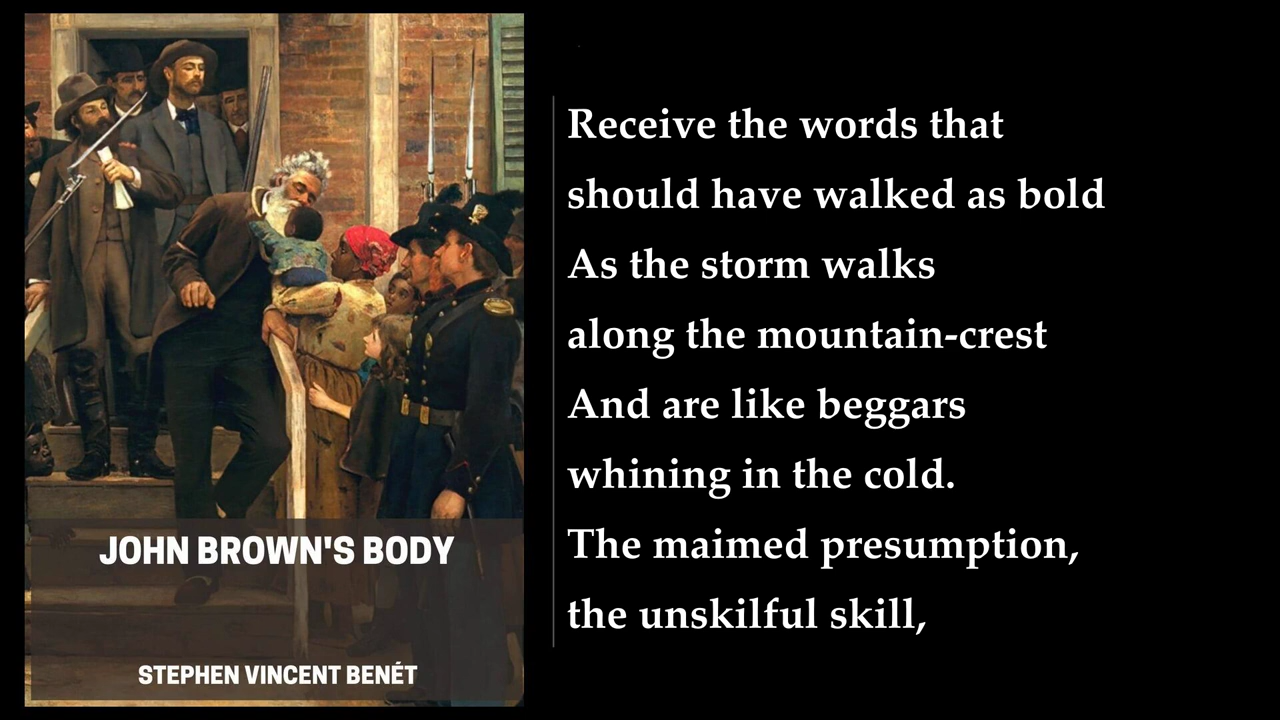 JOHN BROWN'S BODY
STEPHEN VINCENT BENÉT
Receive the words that
should have walked as bold
As the storm walks
along the mountain-crest
And are like beggars
whining in the cold.
The maimed presumption,
the unskilful skill,